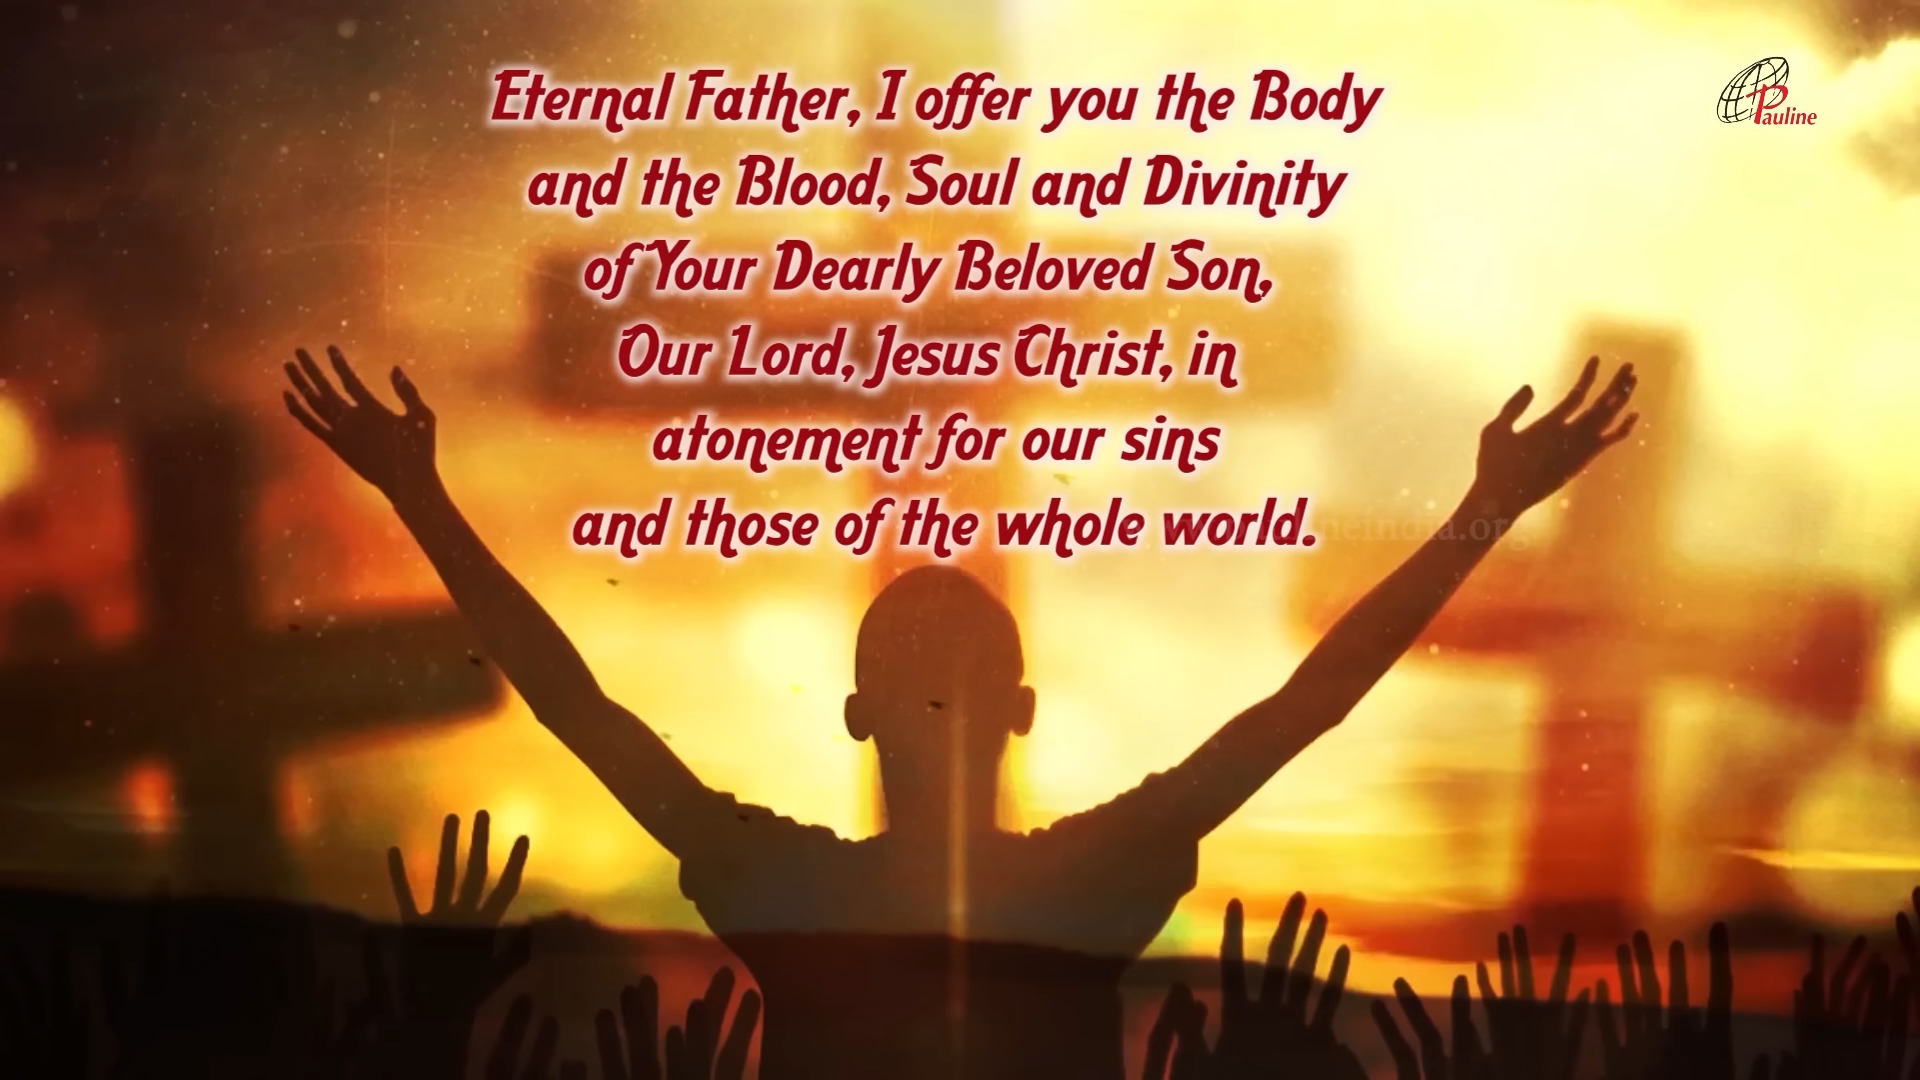 Eternal Father, I offer you the Body
and the Blood, Soul and Divinity
of Your Dearly Beloved Son,
Our Lord, Jesus Christ, in
atonement for our sins
and those of the whole world.
Pauline